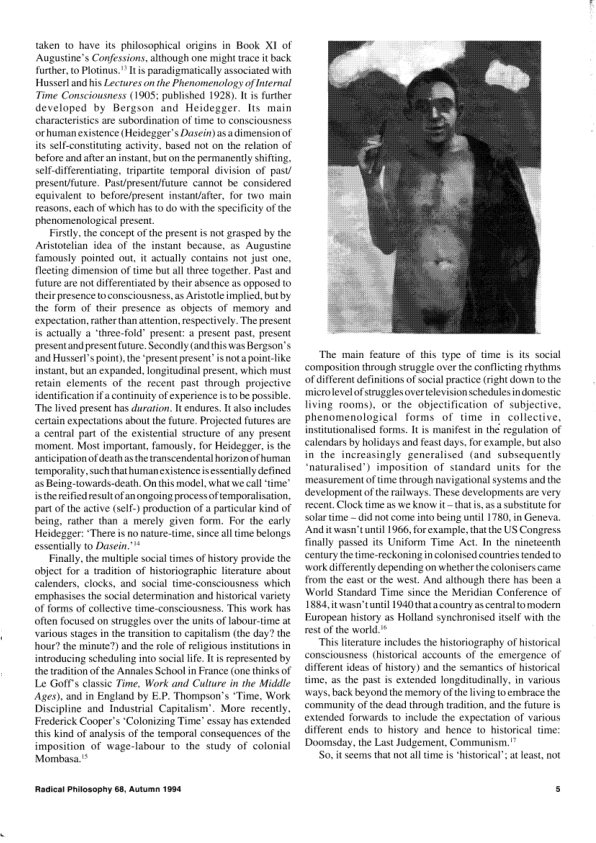 taken to have its philosophical origins in Book XI of
Augustine's Confessions, although one might trace it back
further, to Plotinus.13 It is paradigmatically associated with
Husserl and his Lectures on the Phenomenology of Internal
Time Consciousness (1905; published 1928). It is further
developed by Bergson and Heidegger. Its main
characteristics are subordination of time to consciousness
or human existence (Heidegger's Dasein) as a dimension of
its self-constituting activity, based not on the relation of
before and after an instant, but on the permanently shifting,
self-differentiating, tripartite temporal division of past/
present/future. Past/present/future cannot be considered
equivalent to before/present instant/after, for two main
reasons, each of which has to do with the specificity of the
phenomenological present.
Firstly, the concept of the present is not grasped by the
Aristotelian idea of the instant because, as Augustine
famously pointed out, it actually contains not just one,
fleeting dimension of time but all three together. Past and
future are not differentiated by their absence as opposed to
their presence to consciousness, as Aristotle implied, but by
the form of their presence as objects of memory and
expectation, rather than attention, respectively. The present
is actually a 'three-fold' present: a present past, present
present and present future. Secondly (and this was Bergson's
and Husserl's point), the 'present present' is not a point-like
instant, but an expanded, longitudinal present, which must
retain elements of the recent past through projective
identification if a continuity of experience is to be possible.
The lived present has duration. It endures. It also includes
certain expectations about the future. Projected futures are
a central part of the existential structure of any present
moment. Most important, famously, for Heidegger, is the
anticipation of death as the transcendental horizon of human
temporality, such that human existence is essentially defined
as Being-towards-death. On this model, what we call 'time'
is the reified result of an ongoing process of temporalisation,
part of the active (self-) production of a particular kind of
being, rather than a merely given form. For the early
Heidegger: 'There is no nature-time, since all time belongs
essentially to Dasein.'14
Finally, the multiple social times of history provide the
object for a tradition of historiographic literature about
calenders, clocks, and social time-consciousness which
emphasises the social determination and historical variety
of forms of collective time-consciousness. This work has
often focused on struggles over the units of labour-time at
various stages in the transition to capitalism (the day? the
hour? the minute?) and the role of religious institutions in
introducing scheduling into social life. It is represented by
the tradition of the Annales School in France (one thinks of
Le Goff's classic Time, Work and Culture in the Middle
Ages), and in England by E.P. Thompson's 'Time, Work
Discipline and Industrial Capitalism'. More recently,
Frederick Cooper's 'Colonizing Time' essay has extended
this kind of analysis of the temporal consequences of the
imposition of wage-labour to the study of colonial
Mombasa.15
The main feature of this type of time is its social
composition through struggle over the conflicting rhythms
of different definitions of social practice (right down to the
micro level of struggles over television schedules in domestic
living rooms), or the objectification of subjective,
phenomenological forms of time in collective,
institutionalised forms. It is manifest in the regulation of
calendars by holidays and feast days, for example, but also
in the increasingly generalised (and subsequently
'naturalised') imposition of standard units for the
measurement of time through navigational systems and the
development of the railways. These developments are very
recent. Clock time as we know it – that is, as a substitute for
solar time – did not come into being until 1780, in Geneva.
And it wasn't until 1966, for example, that the US Congress
finally passed its Uniform Time Act. In the nineteenth
century the time-reckoning in colonised countries tended to
work differently depending on whether the colonisers came
from the east or the west. And although there has been a
World Standard Time since the Meridian Conference of
1884, it wasn't until 1940 that a country as central to modern
European history as Holland synchronised itself with the
rest of the world.16
This literature includes the historiography of historical
consciousness (historical accounts of the emergence of
different ideas of history) and the semantics of historical
time, as the past is extended longditudinally, in various
ways, back beyond the memory of the living to embrace the
community of the dead through tradition, and the future is
extended forwards to include the expectation of various
different ends to history and hence to historical time:
Doomsday, the Last Judgement, Communism.17
So, it seems that not all time is 'historical'; at least, not
Radical Philosophy 68, Autumn 1994
5